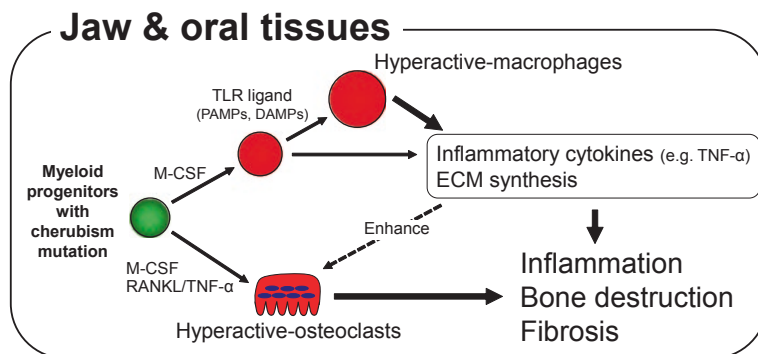 Jaw & oral tissues
Hyperactive-macrophages
TLR ligand
(PAMPs, DAMPs)
M-CSF
Inflammatory cytokines (e.g. TNF-α)
ECM synthesis
Myeloid
progenitors
with
cherubism
mutation
Enhance
M-CSF
RANKL/TNF-α
Hyperactive-osteoclasts
Inflammation
Bone destruction
Fibrosis